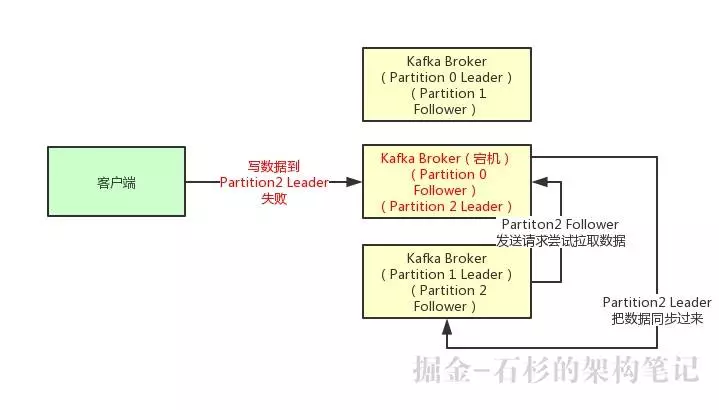 Kafka Broker
（Partition 0 Leader）
（Partition 1
Follower）
客户端
写数据到
Partition2 Leader
失败
Kafka Broker（宕机）
（Partition 0
Follower）
（Partition 2 Leader）
Partiton2 Follower
发送请求尝试拉取数据
Kafka Broker
（Partition 1 Leader）
（Partition 2
Follower）
Partition2 Leader
把数据同步过来
掘金-石杉的架构笔记